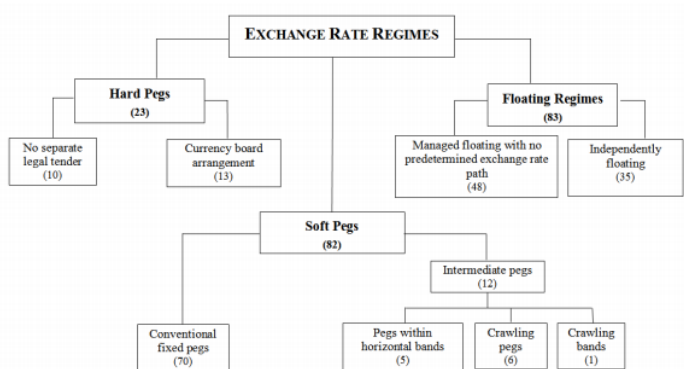 EXCHANGE RATE REGIMES
Hard Pegs
(23)
Floating Regimes
(83)
No separate
legal tender
(10)
Currency board
arrangement
(13)
Managed floating with no
predetermined exchange rate
path
(48)
Independently
floating
(35)
Soft Pegs
(82)
Intermediate pegs
(12)
Conventional
fixed pegs
(70)
Pegs within
horizontal bands
(5)
Crawling
pegs
(6)
Crawling
bands
(1)